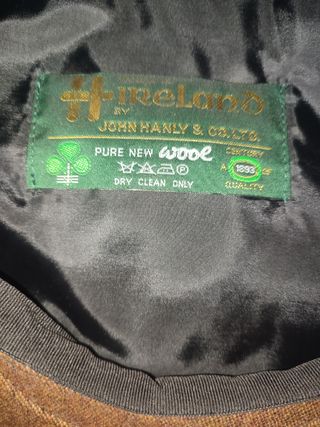 IRELAND
BY
JOHN HANLY & CO. LTD.
PURE NEW wool
CENTURY
A 1893 OF
QUALITY
DRY CLEAN ONLY